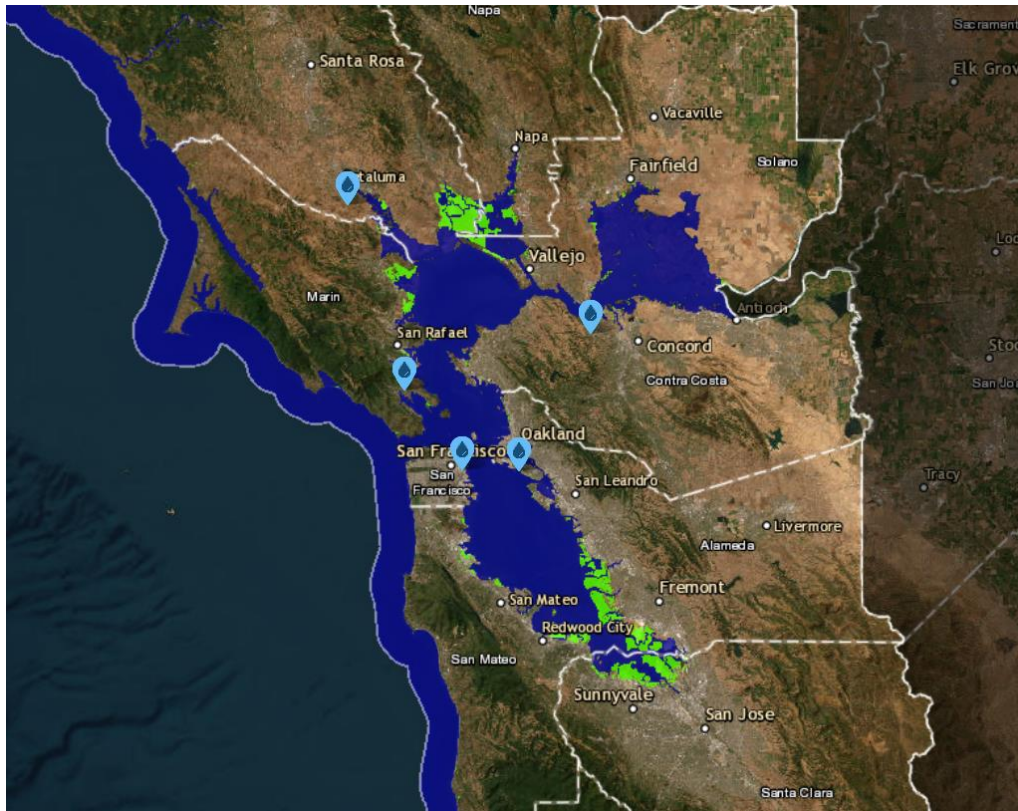 Napa
Sacrament
Santa Rosa
Elk Grov
Vacaville
Napa
Solano
Fairfield
taluma
Loc
Vallejo
Marin
Antioch
San Rafael
Concord
Stoc
Contra Costa
San Joa
Oakland
San Francisco
San
Francisco
San Leandro
Tracy
Livermore
Alameda
Fremont
San Mateo
Redwood City
San Mateo
Sunnyvale
San Jose
Santa Clara